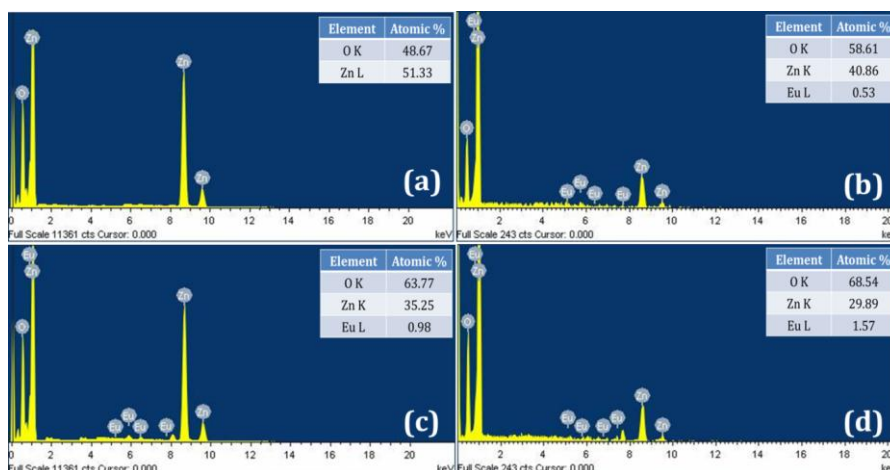 Element Atomic %
O K 48.67
Zn L 51.33
Zn
O
Zn
Zn
(a)
0 2 4 6 8 10 12 14 16 18 20
Full Scale 11361 cts Cursor: 0.000 keV
Element Atomic %
O K 58.61
Zn K 40.86
Eu L 0.53
Eu
Zn
O
Eu
Eu
Eu
Eu
Zn
Zn
(b)
0 2 4 6 8 10 12 14 16 18 20
Full Scale 243 cts Cursor: 0.000 ke
Element Atomic %
O K 63.77
Zn K 35.25
Eu L 0.98
Eu
Zn
O
Eu
Eu
Eu
Eu
Zn
Zn
(c)
0 2 4 6 8 10 12 14 16 18 20
Full Scale 11361 cts Cursor: 0.000 keV
Element Atomic %
O K 68.54
Zn K 29.89
Eu L 1.57
Eu
Zn
O
Eu
Eu
Eu
Eu
Zn
Zn
(d)
0 2 4 6 8 10 12 14 16 18 20
Full Scale 243 cts Cursor: 0.000 ke